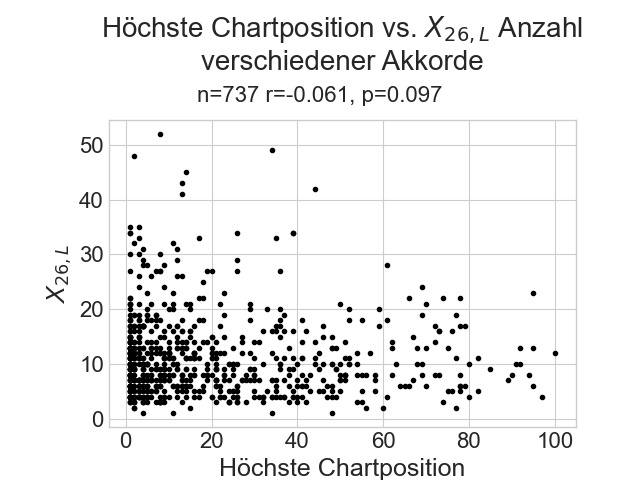 Höchste Chartposition vs. X₂₆,L Anzahl
verschiedener Akkorde
n=737 r=-0.061, p=0.097
50
40
30
20
10
0
X₂₆,L
0 20 40 60 80 100
Höchste Chartposition